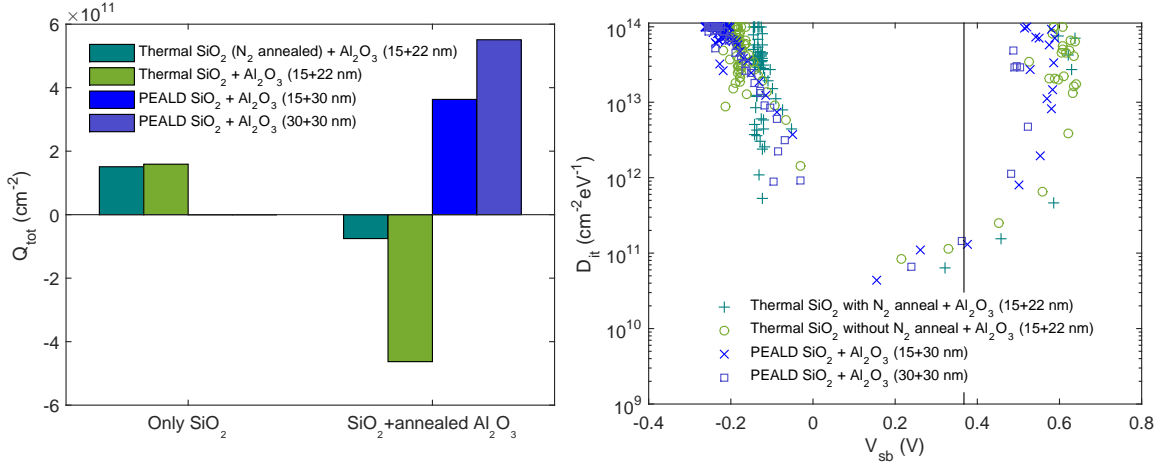 ×10¹¹
6
4
2
0
-2
-4
-6
Q_tot (cm⁻²)
Thermal SiO₂ (N₂ annealed) + Al₂O₃ (15+22 nm)
Thermal SiO₂ + Al₂O₃ (15+22 nm)
PEALD SiO₂ + Al₂O₃ (15+30 nm)
PEALD SiO₂ + Al₂O₃ (30+30 nm)
Only SiO₂
SiO₂+annealed Al₂O₃
10¹⁴
10¹³
10¹²
10¹¹
10¹⁰
10⁹
D_it (cm⁻²eV⁻¹)
Thermal SiO₂ with N₂ anneal + Al₂O₃ (15+22 nm)
Thermal SiO₂ without N₂ anneal + Al₂O₃ (15+22 nm)
PEALD SiO₂ + Al₂O₃ (15+30 nm)
PEALD SiO₂ + Al₂O₃ (30+30 nm)
-0.4 -0.2 0 0.2 0.4 0.6 0.8
V_sb (V)